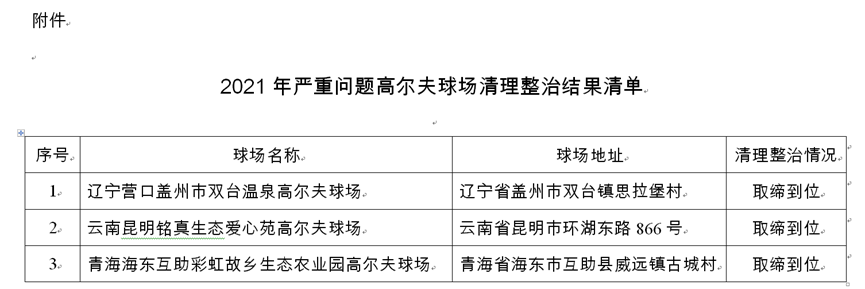 附件
2021年严重问题高尔夫球场清理整治结果清单
序号 球场名称 球场地址 清理整治情况
1 辽宁营口盖州市双台温泉高尔夫球场 辽宁省盖州市双台镇思拉堡村 取缔到位
2 云南昆明铭真生态爱心苑高尔夫球场 云南省昆明市环湖东路866号 取缔到位
3 青海海东互助彩虹故乡生态农业园高尔夫球场 青海省海东市互助县威远镇古城村 取缔到位